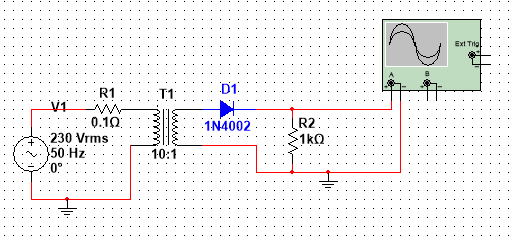 Ext Trig
+
−
A
B
+ − + −
D1
R1
T1
V1
0.1Ω
1N4002
R2
1kΩ
230 Vrms
50 Hz
0°
10:1
+
~
−